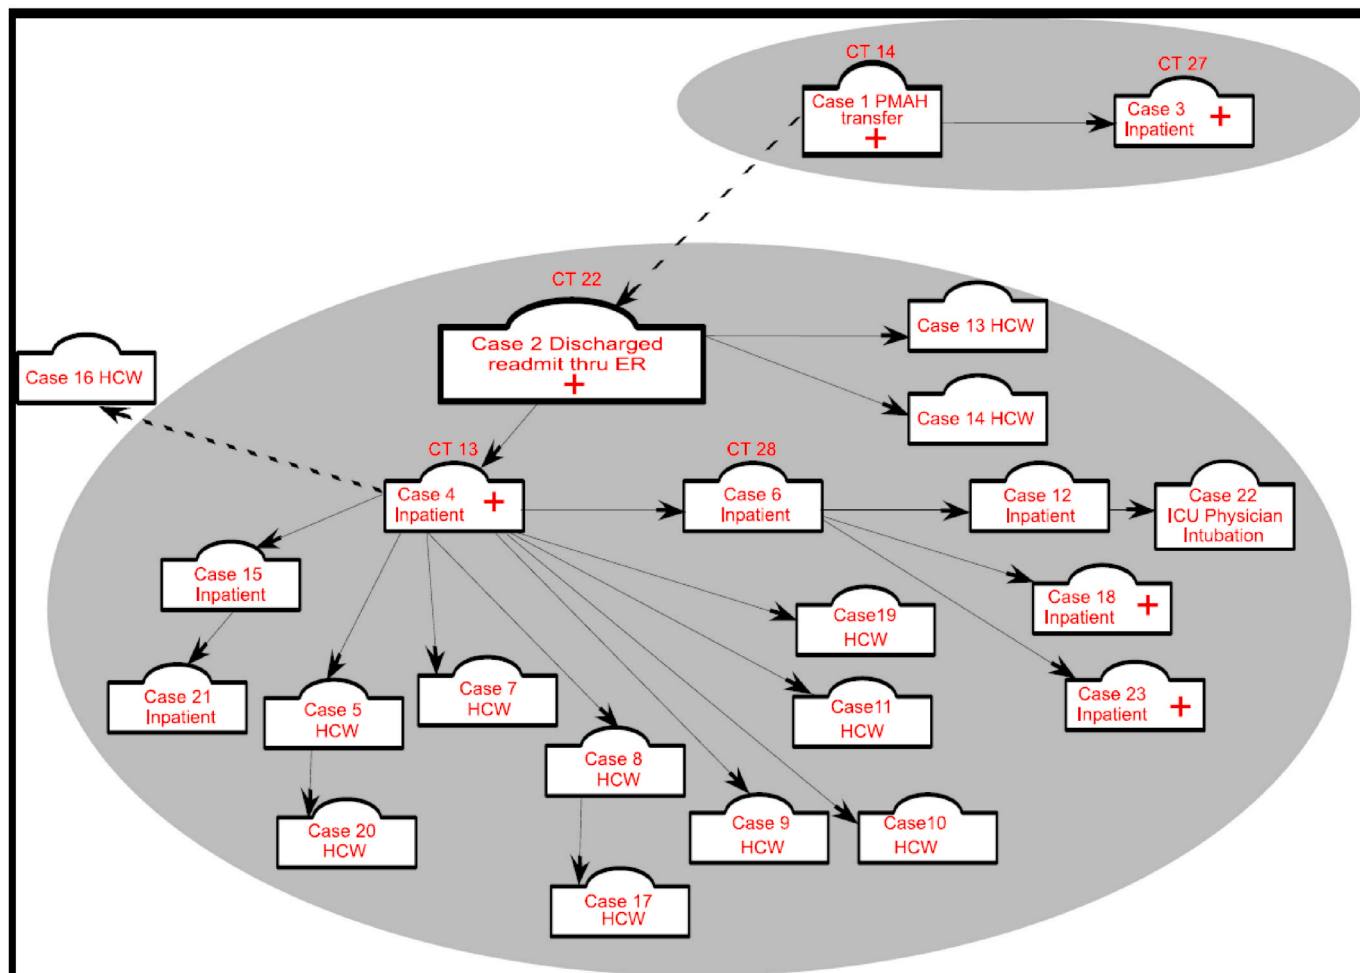 CT 14
Case 1 PMAH
transfer
+
CT 27
Case 3
Inpatient
+
CT 22
Case 2 Discharged
readmit thru ER
+
Case 13 HCW
Case 14 HCW
Case 16 HCW
CT 13
Case 4
Inpatient
+
CT 28
Case 6
Inpatient
Case 12
Inpatient
Case 22
ICU Physician
Intubation
Case 15
Inpatient
Case 18
Inpatient
+
Case19
HCW
Case 21
Inpatient
Case 5
HCW
Case 7
HCW
Case11
HCW
Case 23
Inpatient
+
Case 8
HCW
Case 20
HCW
Case 9
HCW
Case10
HCW
Case 17
HCW